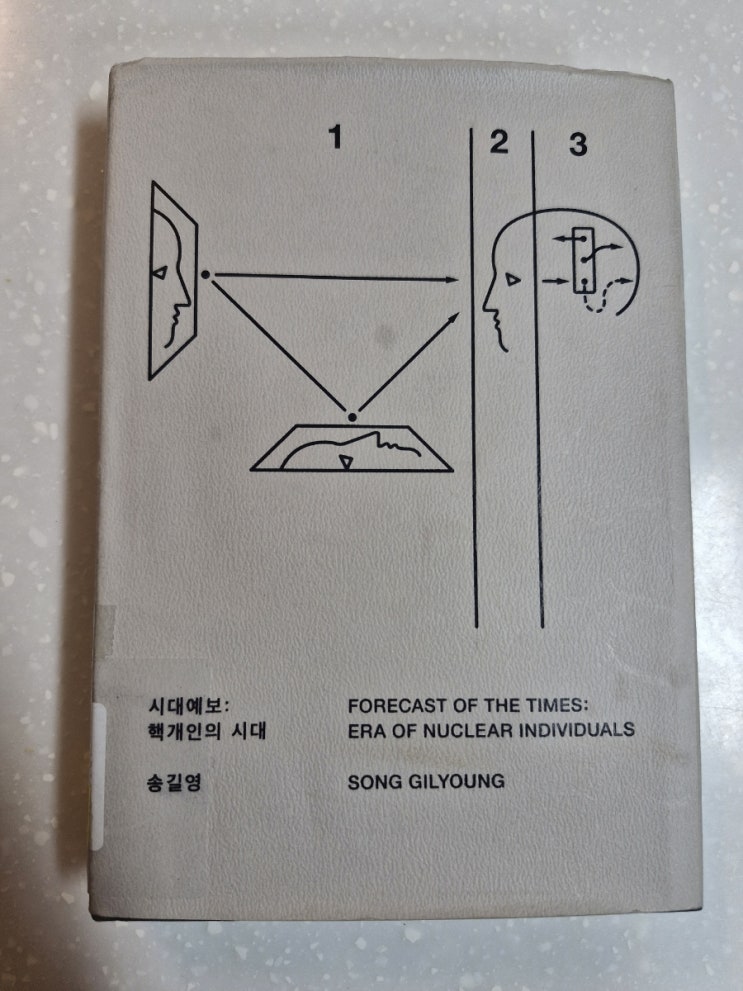 1 2 3
시대예보:
핵개인의 시대
송길영
FORECAST OF THE TIMES:
ERA OF NUCLEAR INDIVIDUALS
SONG GILYOUNG